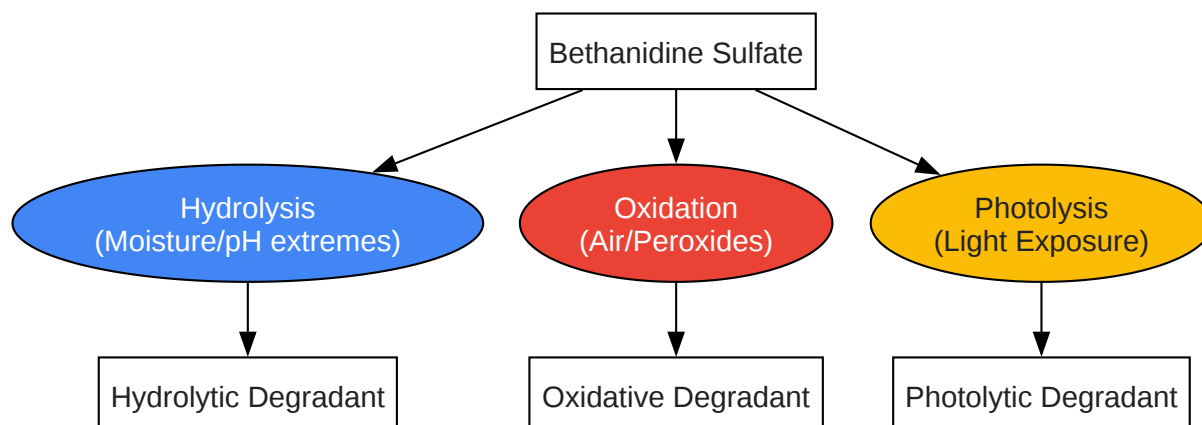 Bethanidine Sulfate
Hydrolysis
(Moisture/pH extremes)
Oxidation
(Air/Peroxides)
Photolysis
(Light Exposure)
Hydrolytic Degradant
Oxidative Degradant
Photolytic Degradant